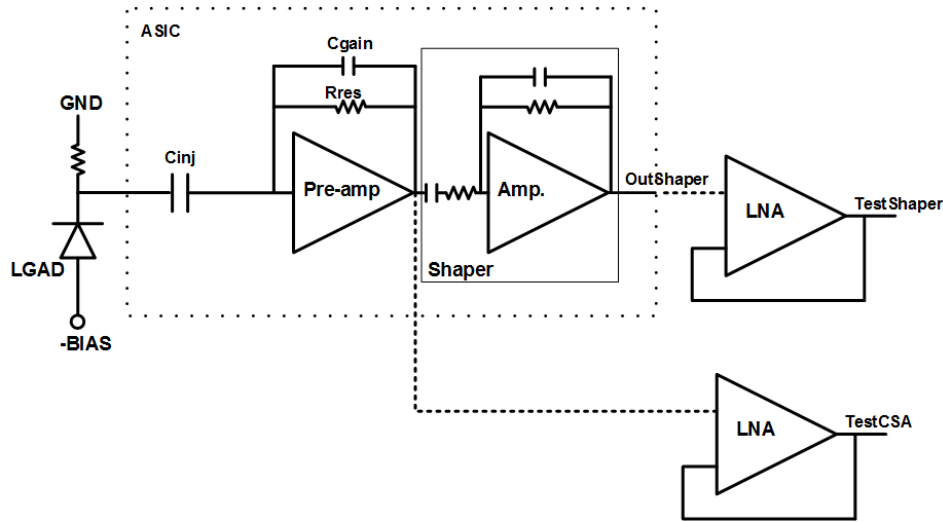 ASIC
Cgain
Rres
GND
Cinj
Pre-amp
Amp.
OutShaper
LNA
TestShaper
LGAD
Shaper
-BIAS
LNA
TestCSA